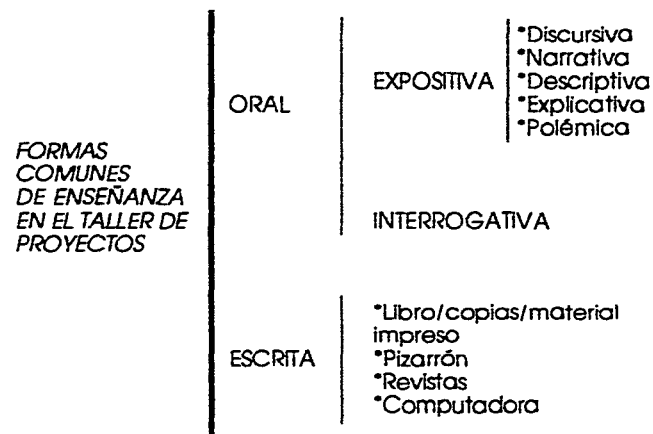 FORMAS
COMUNES
DE ENSEÑANZA
EN EL TALLER DE
PROYECTOS
ORAL
EXPOSITIVA
*Discursiva
*Narrativa
*Descriptiva
*Explicativa
*Polémica
INTERROGATIVA
ESCRITA
*Libro/copias/material
impreso
*Pizarrón
*Revistas
*Computadora